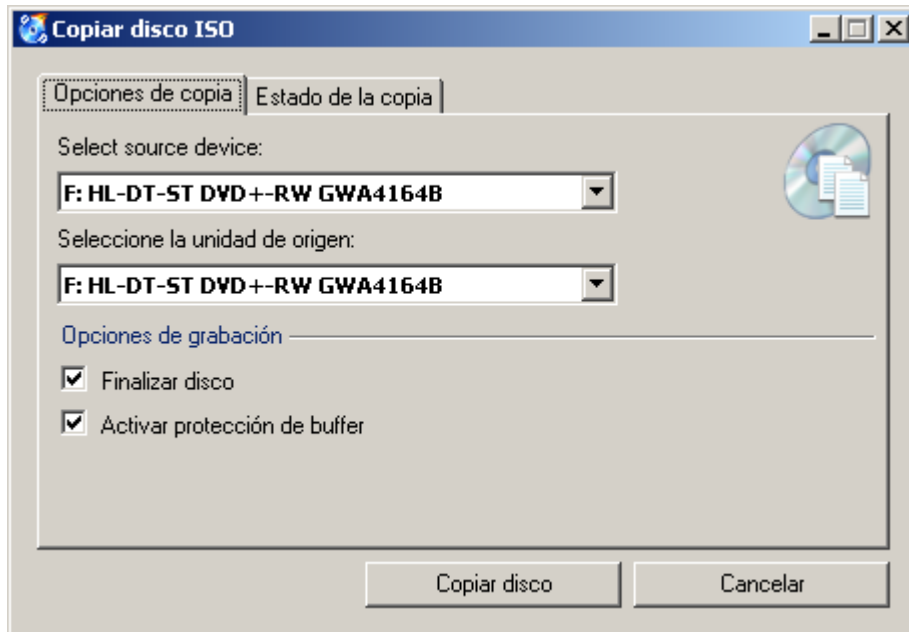 Copiar disco ISO
Opciones de copia Estado de la copia
Select source device:
F: HL-DT-ST DVD+-RW GWA4164B
Seleccione la unidad de origen:
F: HL-DT-ST DVD+-RW GWA4164B
Opciones de grabación
Finalizar disco
Activar protección de buffer
Copiar disco Cancelar